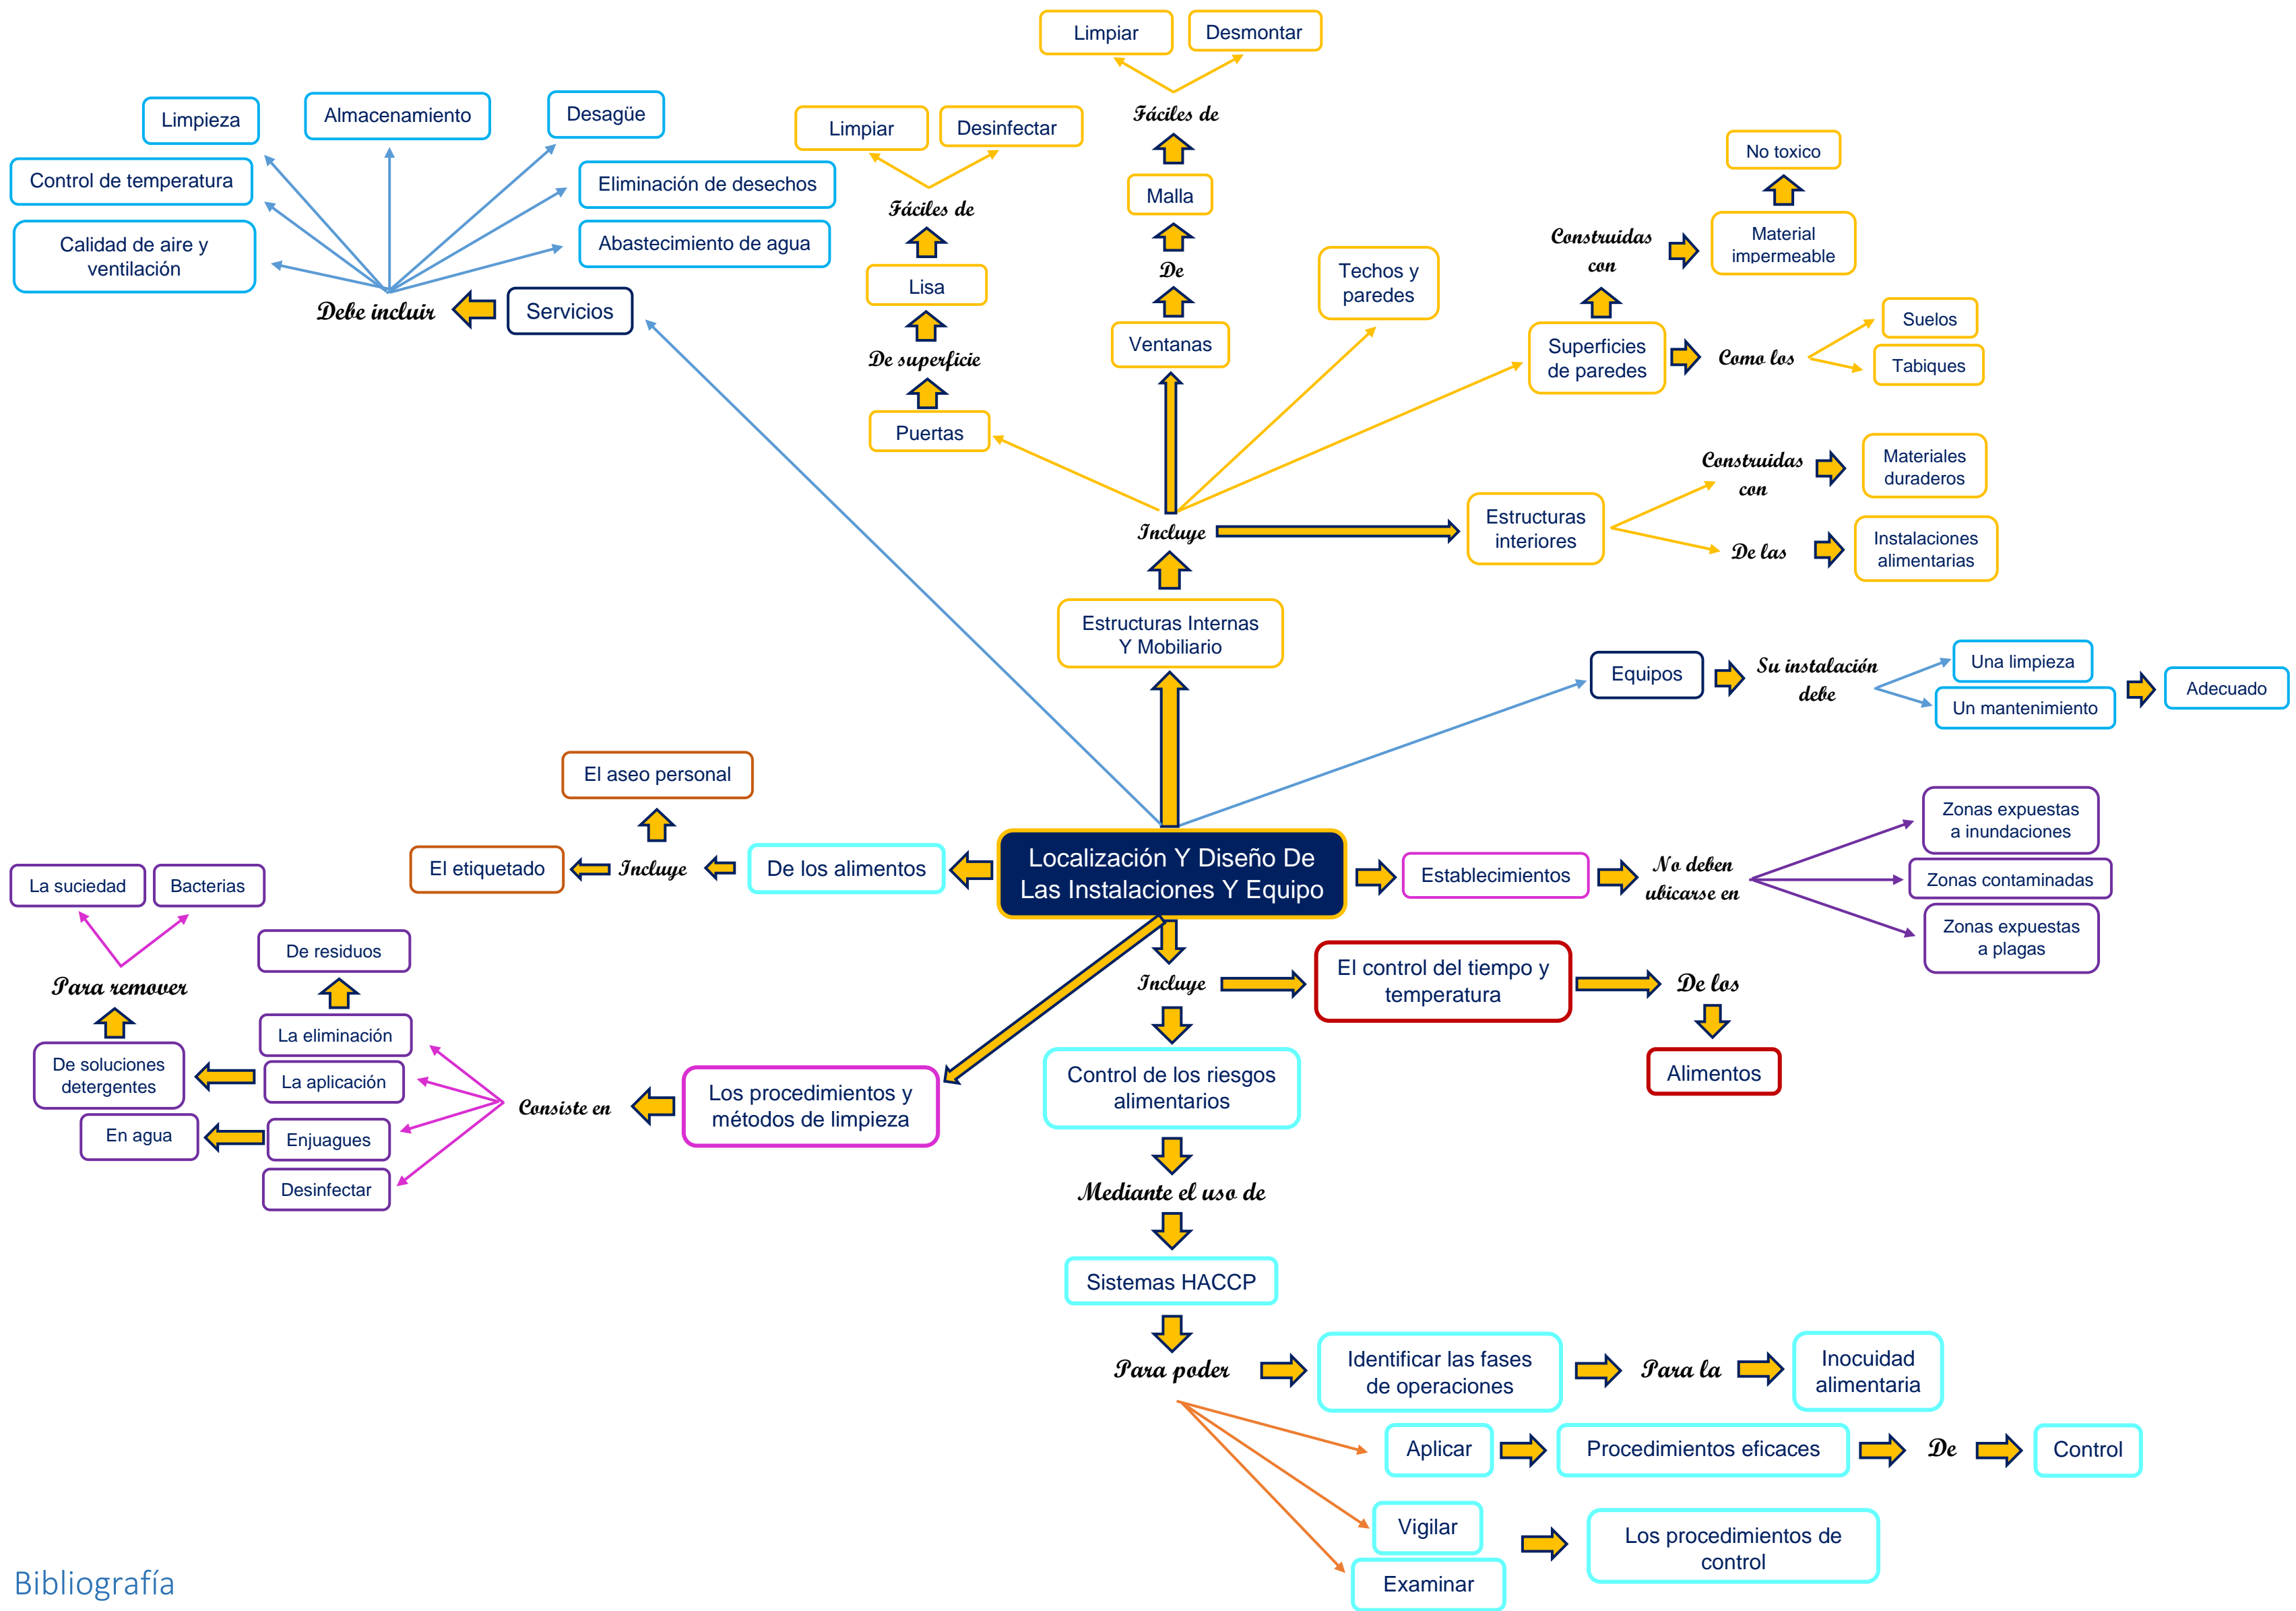 Limpiar
Desmontar
Fáciles de
Malla
De
Ventanas
Limpiar
Desinfectar
Fáciles de
Lisa
De superficie
Puertas
Limpieza
Almacenamiento
Desagüe
Control de temperatura
Eliminación de desechos
Calidad de aire y
ventilación
Abastecimiento de agua
Debe incluir
Servicios
Techos y
paredes
No toxico
Construidas
con
Material
impermeable
Superficies
de paredes
Como los
Suelos
Tabiques
Incluye
Estructuras
interiores
Construidas
con
Materiales
duraderos
De las
Instalaciones
alimentarias
Estructuras Internas
Y Mobiliario
Equipos
Su instalación
debe
Una limpieza
Un mantenimiento
Adecuado
El aseo personal
El etiquetado
Incluye
De los alimentos
Localización Y Diseño De
Las Instalaciones Y Equipo
Establecimientos
No deben
ubicarse en
Zonas expuestas
a inundaciones
Zonas contaminadas
Zonas expuestas
a plagas
La suciedad
Bacterias
Para remover
De residuos
La eliminación
De soluciones
detergentes
La aplicación
En agua
Enjuagues
Desinfectar
Consiste en
Los procedimientos y
métodos de limpieza
Incluye
El control del tiempo y
temperatura
De los
Alimentos
Control de los riesgos
alimentarios
Mediante el uso de
Sistemas HACCP
Para poder
Identificar las fases
de operaciones
Para la
Inocuidad
alimentaria
Aplicar
Procedimientos eficaces
De
Control
Vigilar
Examinar
Los procedimientos de
control
Bibliografía